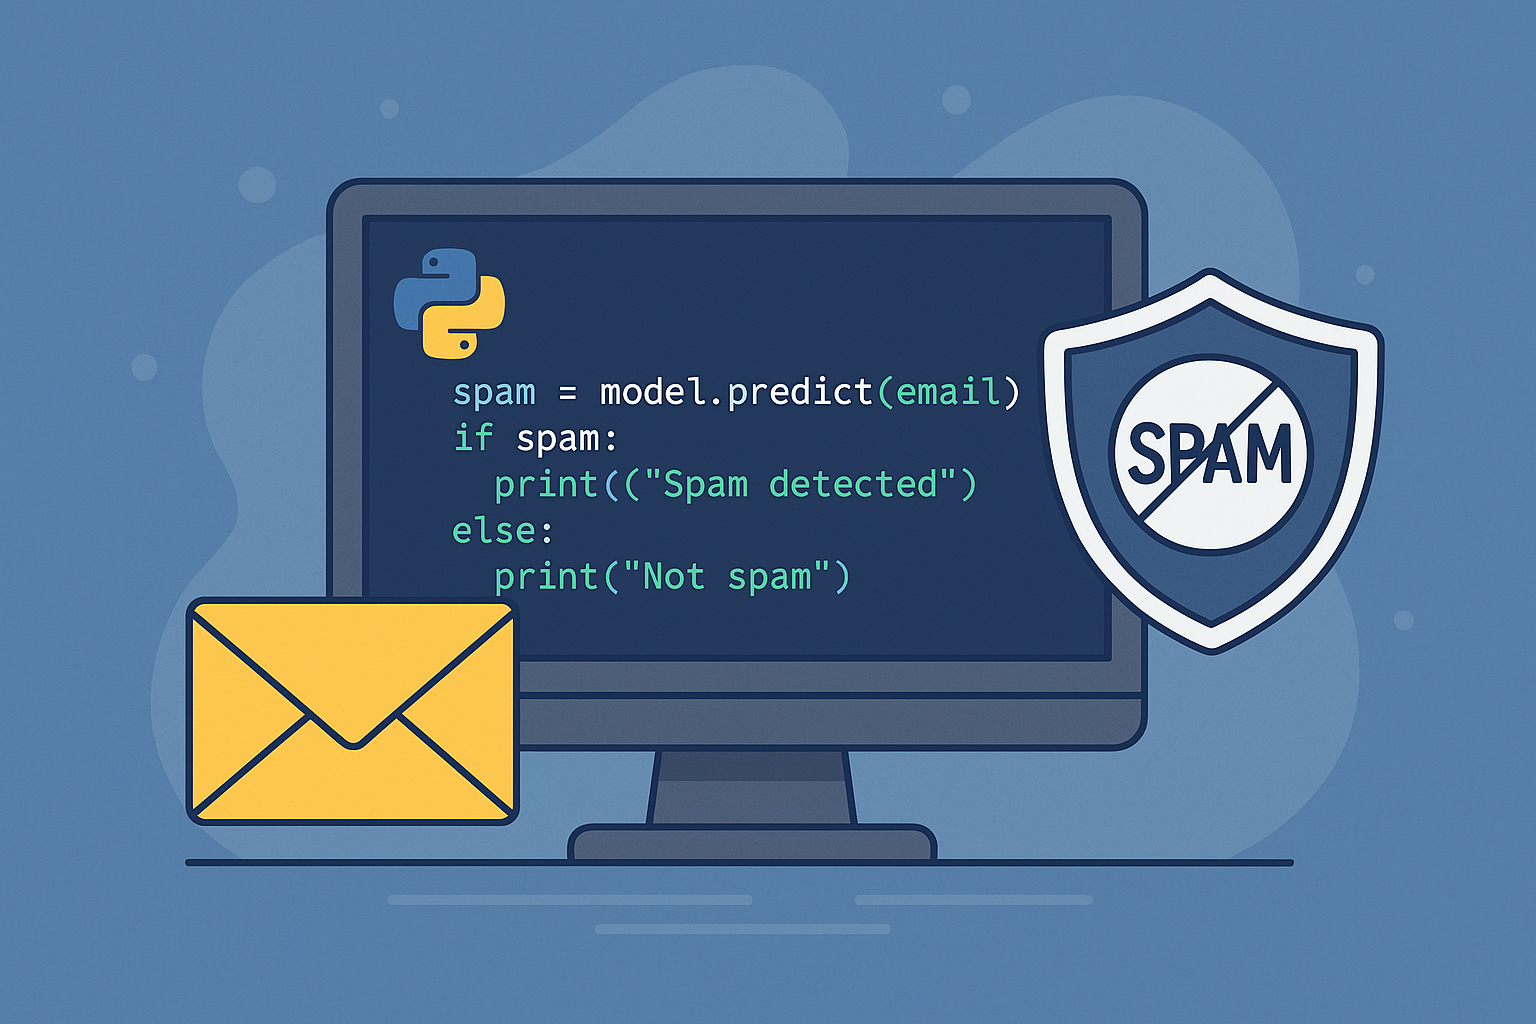 spam = model.predict(email)
if spam:
  print(("Spam detected")
else:
  print("Not spam")
SPAM